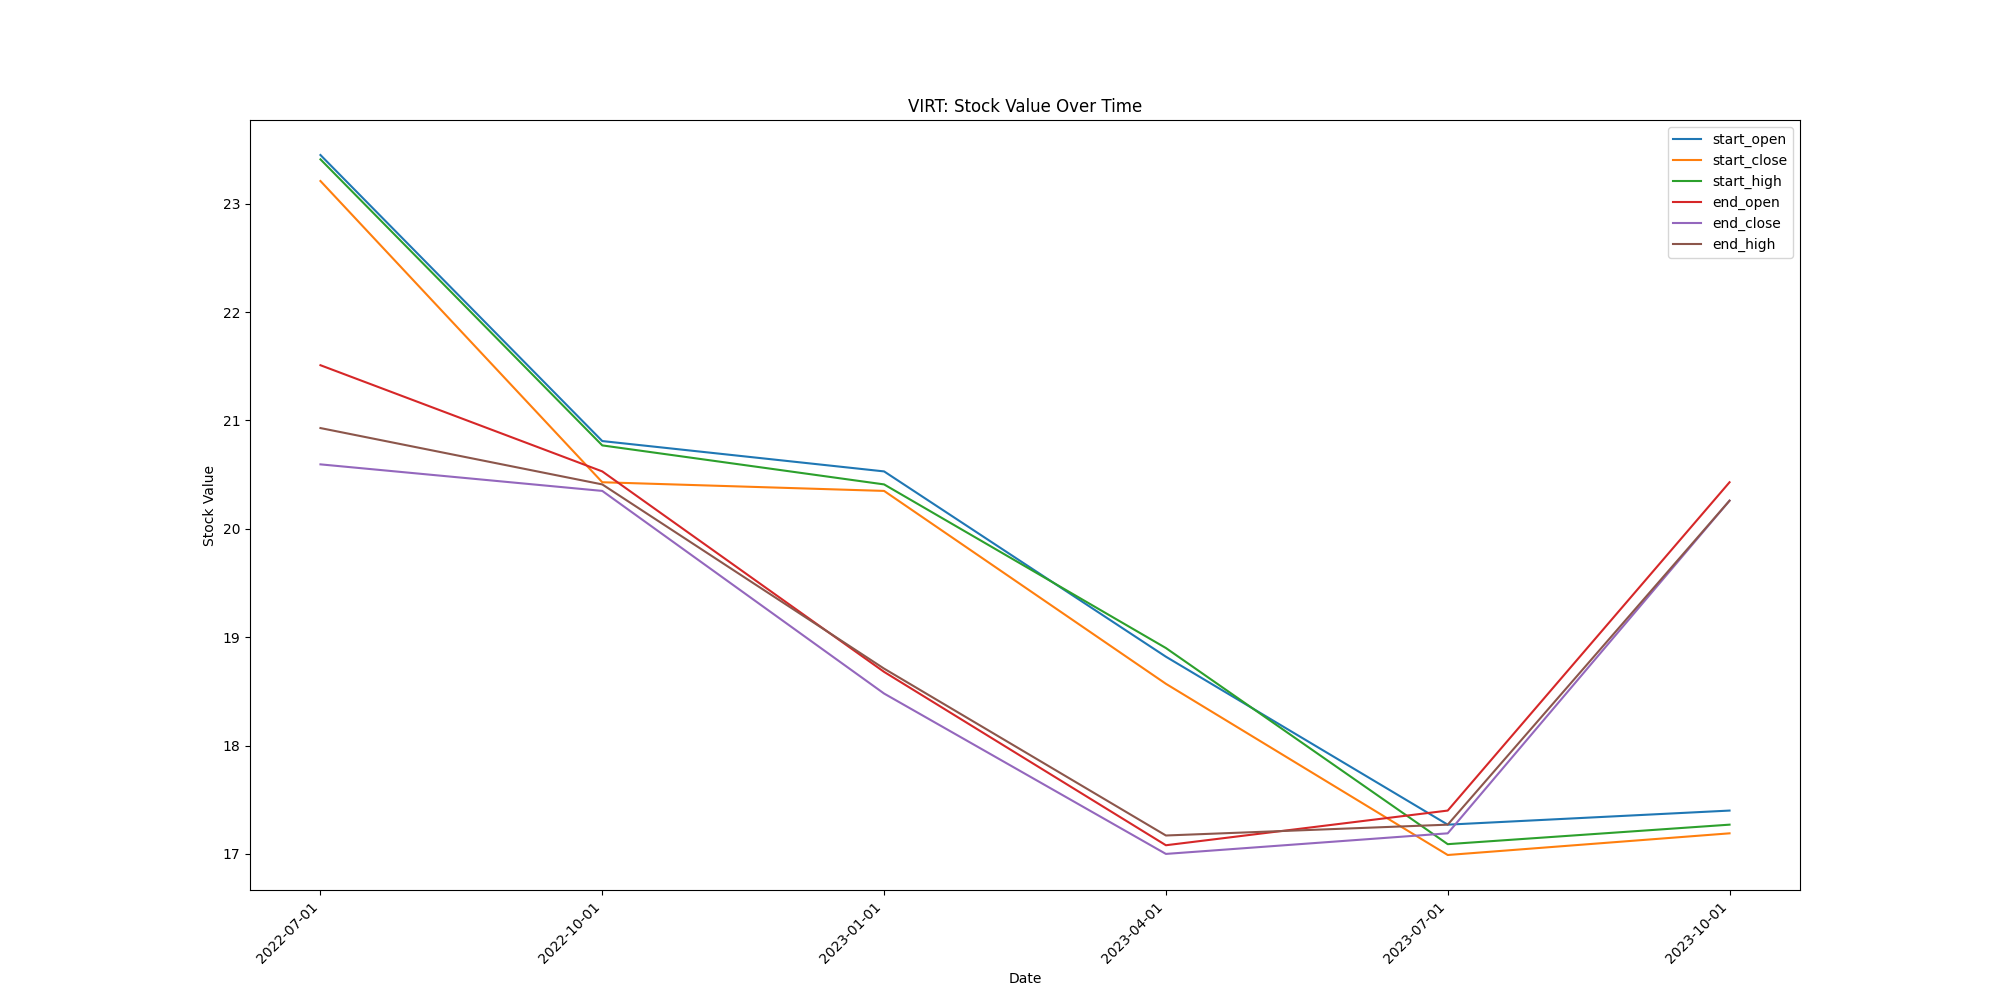 VIRT: Stock Value Over Time
start_open
start_close
start_high
end_open
end_close
end_high
23
22
21
20
19
18
17
Stock Value
2022-07-01
2022-10-01
2023-01-01
2023-04-01
2023-07-01
2023-10-01
Date